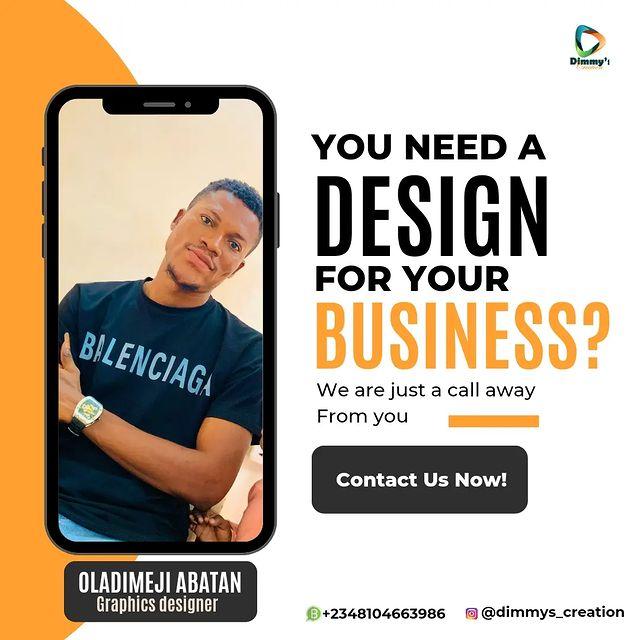 Dimmy's
YOU NEED A
DESIGN
FOR YOUR
BUSINESS?
We are just a call away
From you
Contact Us Now!
BALENCIAGA
OLADIMEJI ABATAN
Graphics designer
+2348104663986
@dimmys_creation